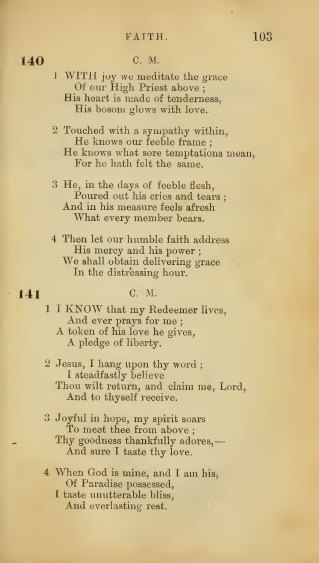 FAITH. 103
140 C. M.
1 WITH joy we meditate the grace
Of our High Priest above ;
His heart is made of tenderness,
His bosom glows with love.
2 Touched with a sympathy within,
He knows our feeble frame ;
He knows what sore temptations mean,
For he hath felt the same.
3 He, in the days of feeble flesh,
Poured out his cries and tears ;
And in his measure feels afresh
What every member bears.
4 Then let our humble faith address
His mercy and his power ;
We shall obtain delivering grace
In the distressing hour.
141 C. M.
1 I KNOW that my Redeemer lives,
And ever prays for me ;
A token of his love he gives,
A pledge of liberty.
2 Jesus, I hang upon thy word ;
I steadfastly believe
Thou wilt return, and claim me, Lord,
And to thyself receive.
3 Joyful in hope, my spirit soars
To meet thee from above ;
Thy goodness thankfully adores,—
And sure I taste thy love.
4 When God is mine, and I am his,
Of Paradise possessed,
I taste unutterable bliss,
And everlasting rest.